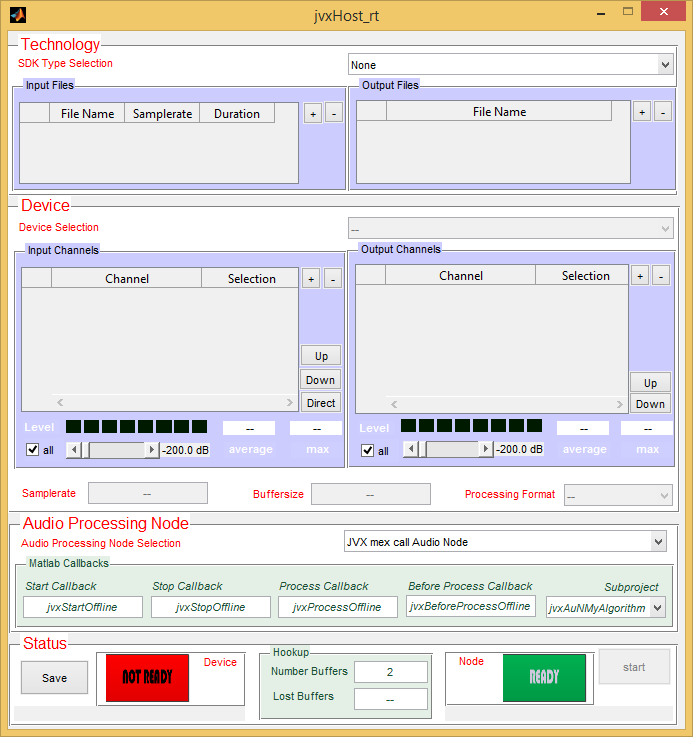 jvxHost_rt
Technology
SDK Type Selection
None
Input Files
File Name Samplerate Duration
+ -
Output Files
File Name
+ -
Device
Device Selection
--
Input Channels
Channel Selection
+ -
Up
Down
Direct
Level
--
--
all
-200.0 dB
average
max
Output Channels
Channel Selection
+ -
Up
Down
Level
--
--
all
-200.0 dB
average
max
Samplerate
--
Buffersize
--
Processing Format
--
Audio Processing Node
Audio Processing Node Selection
JVX mex call Audio Node
Matlab Callbacks
Start Callback
Stop Callback
Process Callback
Before Process Callback
Subproject
jvxStartOffline
jvxStopOffline
jvxProcessOffline
jvxBeforeProcessOffline
jvxAuNMyAlgorithm
Status
Save
NOT READY
Device
Hookup
Number Buffers
2
Lost Buffers
--
Node
READY
start